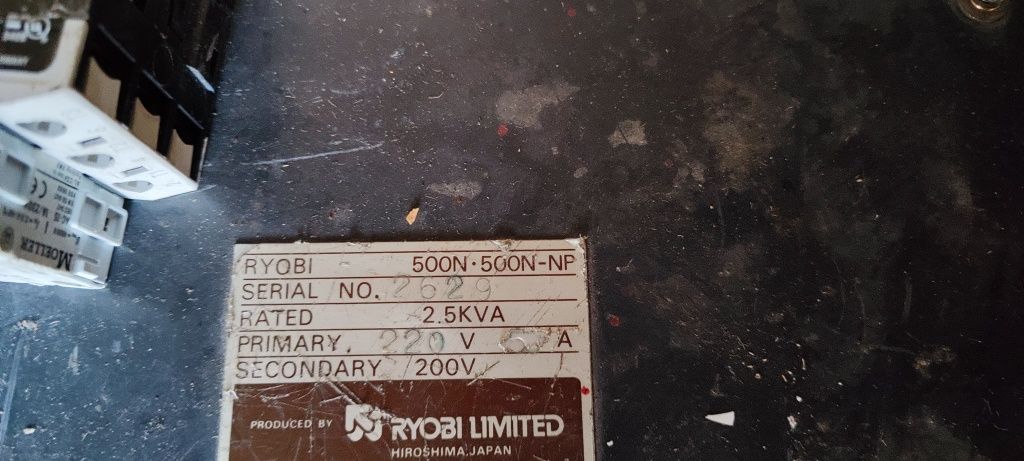 RYOBI 500N·500N-NP
SERIAL NO. 2629
RATED 2.5KVA
PRIMARY. 220 V A
SECONDARY 200V
PRODUCED BY RYOBI LIMITED
HIROSHIMA, JAPAN
MOELLER